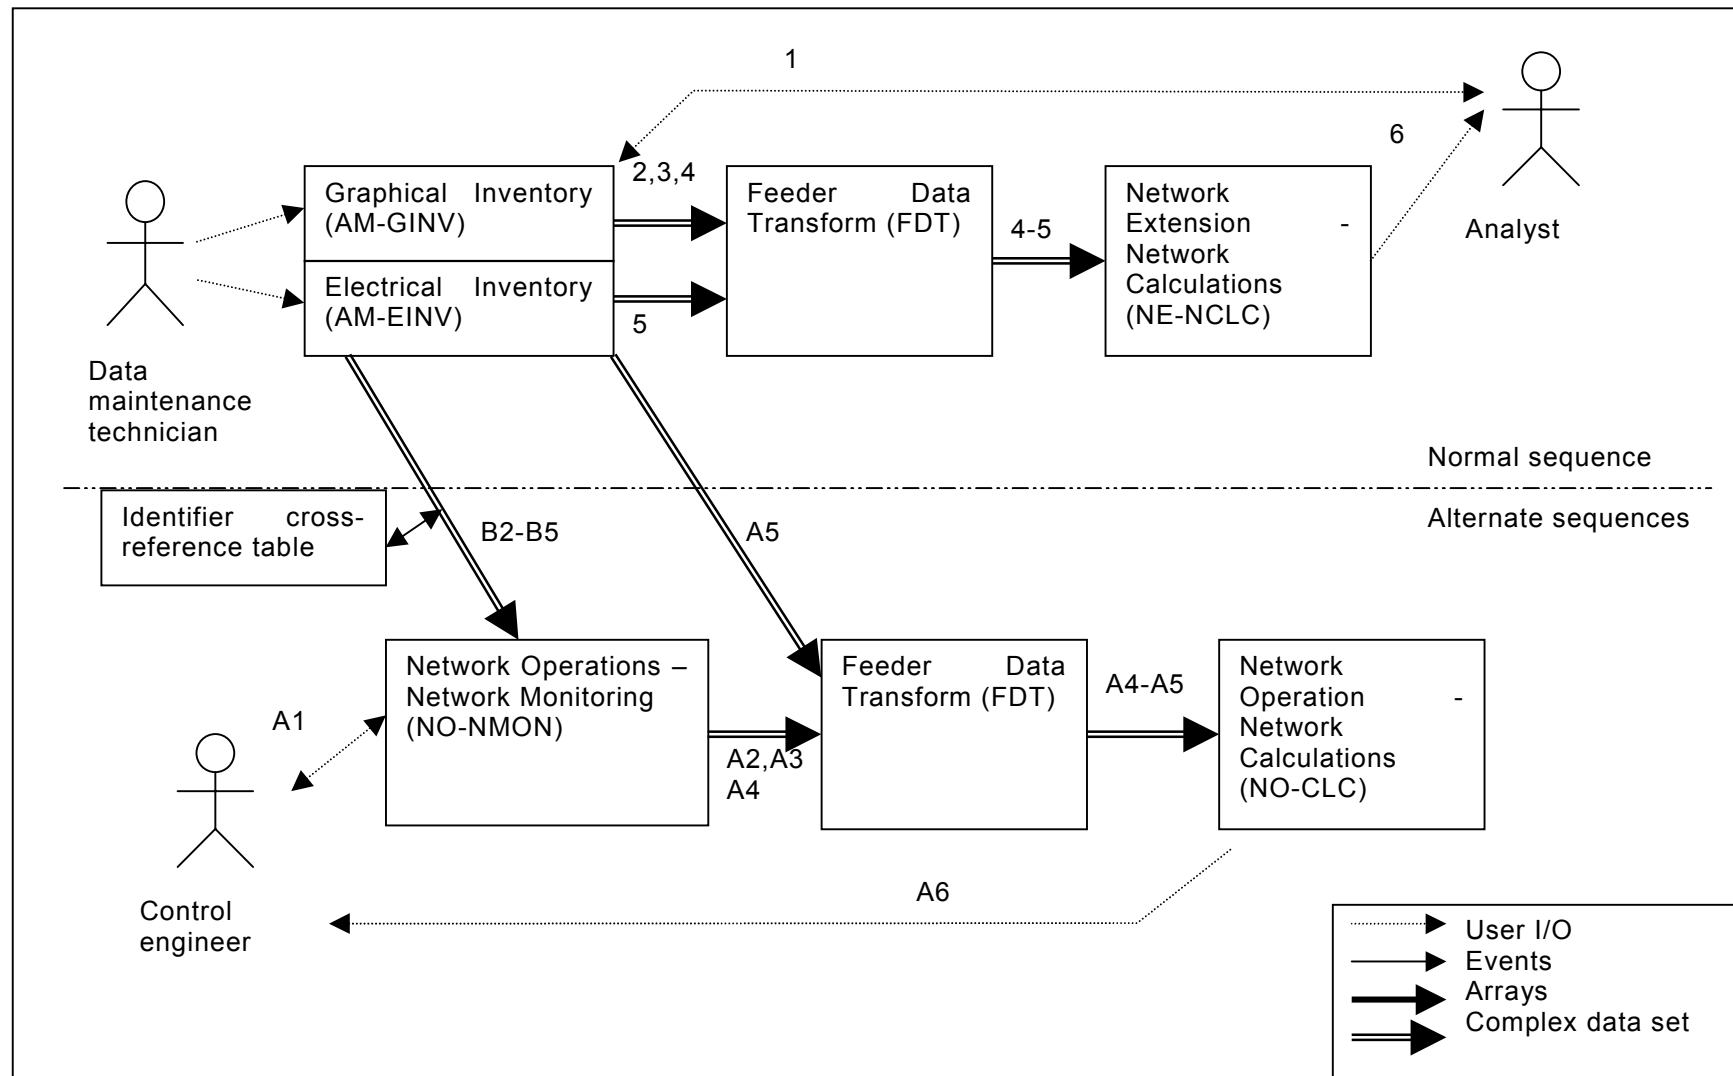 1
6
Analyst
Graphical Inventory
(AM-GINV)
2,3,4
Feeder Data
Transform (FDT)
4-5
Network
Extension -
Network
Calculations
(NE-NCLC)
Electrical Inventory
(AM-EINV)
5
Data
maintenance
technician
Normal sequence
Alternate sequences
Identifier cross-
reference table
B2-B5
A5
Network Operations –
Network Monitoring
(NO-NMON)
A1
A2,A3
A4
Feeder Data
Transform (FDT)
A4-A5
Network
Operation -
Network
Calculations
(NO-CLC)
A6
Control
engineer
User I/O
Events
Arrays
Complex data set